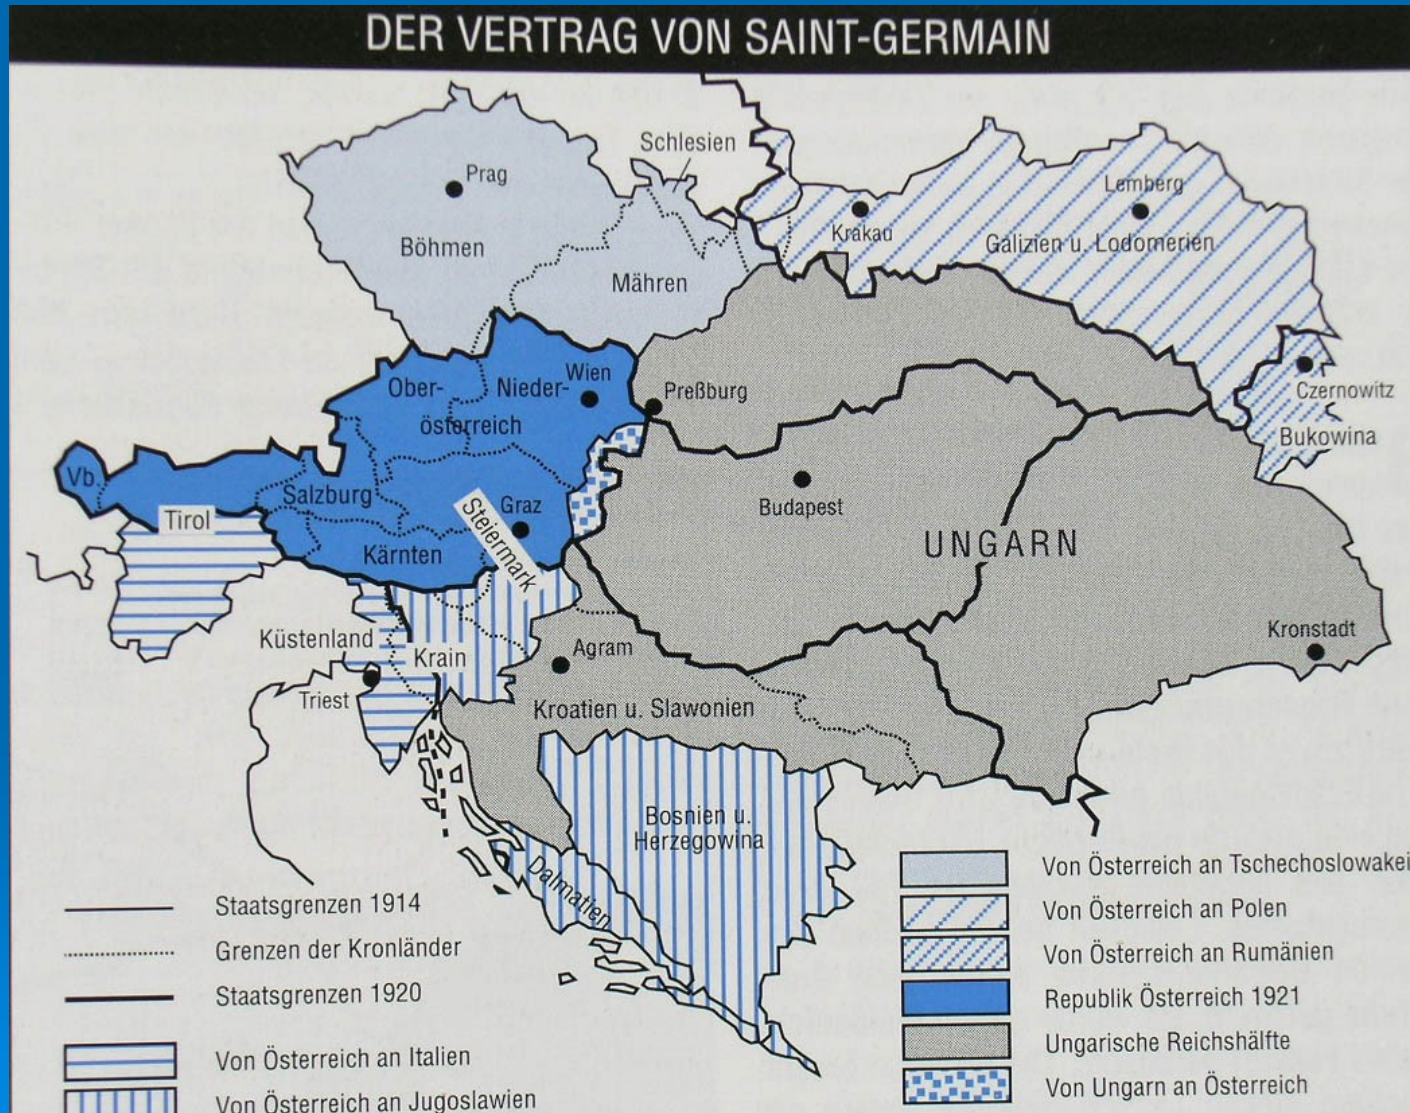 DER VERTRAG VON SAINT-GERMAIN
Schlesien
Prag
Lemberg
Krakau
Böhmen
Galizien u. Lodomerien
Mähren
Wien
Ober-
Nieder-
österreich
Preßburg
Czernowitz
Bukowina
Vb.
Salzburg
Graz
Budapest
Tirol
Steiermark
UNGARN
Kärnten
Küstenland
Krain
Agram
Kronstadt
Triest
Kroatien u. Slawonien
Bosnien u.
Herzegowina
Dalmatien
Staatsgrenzen 1914
Grenzen der Kronländer
Staatsgrenzen 1920
Von Österreich an Italien
Von Österreich an Jugoslawien
Von Österreich an Tschechoslowakei
Von Österreich an Polen
Von Österreich an Rumänien
Republik Österreich 1921
Ungarische Reichshälfte
Von Ungarn an Österreich